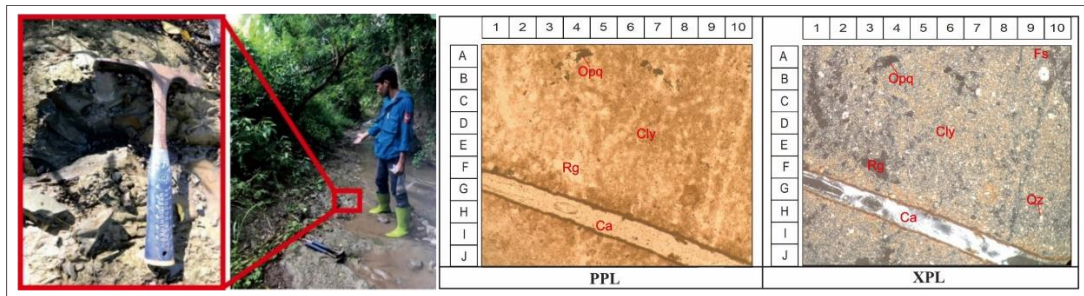 1 2 3 4 5 6 7 8 9 10
A
B
C
D
E
F
G
H
I
J
Opq
Cly
Rg
Ca
PPL
1 2 3 4 5 6 7 8 9 10
A
B
C
D
E
F
G
H
I
J
Fs
Opq
Cly
Rg
Qz
Ca
XPL